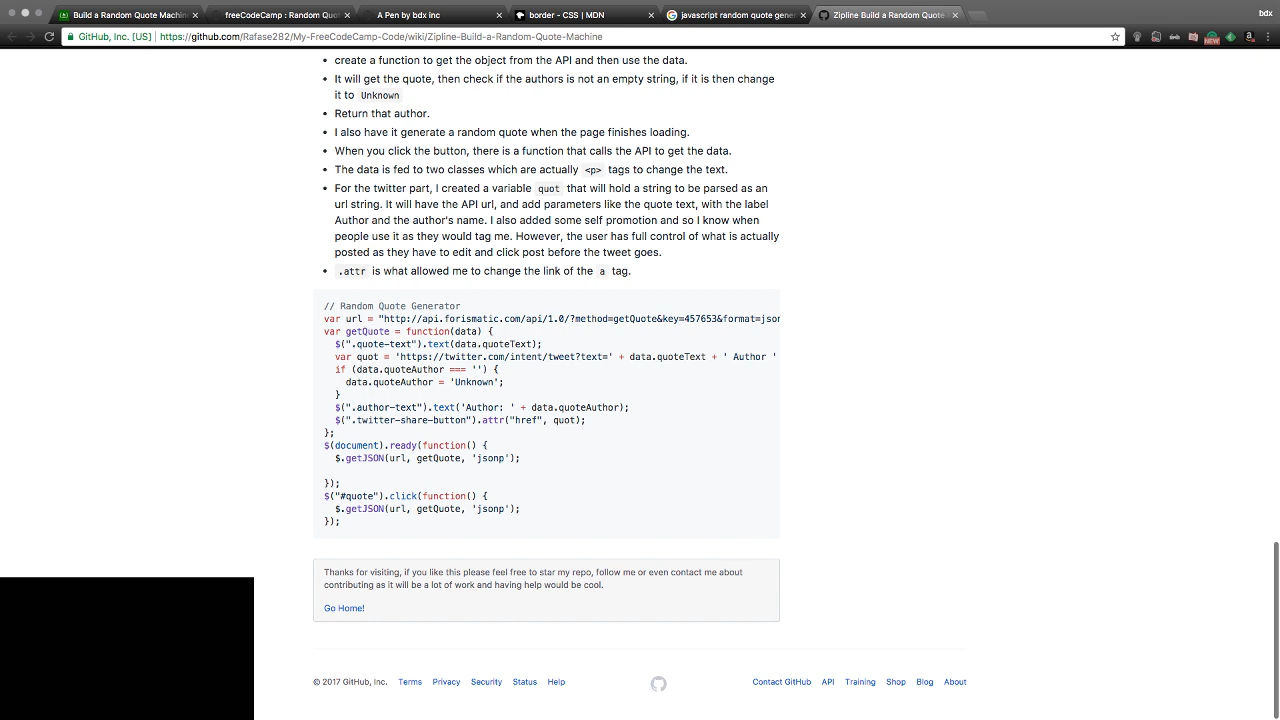 Build a Random Quote Machin
freeCodeCamp : Random Quo
A Pen by bdx inc
border - CSS | MDN
javascript random quote gener
Zipline Build a Random Quote
bdx
GitHub, Inc. [US] | https://github.com/Rafase282/My-FreeCodeCamp-Code/wiki/Zipline-Build-a-Random-Quote-Machine
NEW
• create a function to get the object from the API and then use the data.
• It will get the quote, then check if the authors is not an empty string, if it is then change
it to Unknown
• Return that author.
• I also have it generate a random quote when the page finishes loading.
• When you click the button, there is a function that calls the API to get the data.
• The data is fed to two classes which are actually <p> tags to change the text.
• For the twitter part, I created a variable quot that will hold a string to be parsed as an
url string. It will have the API url, and add parameters like the quote text, with the label
Author and the author's name. I also added some self promotion and so I know when
people use it as they would tag me. However, the user has full control of what is actually
posted as they have to edit and click post before the tweet goes.
• .attr is what allowed me to change the link of the a tag.
// Random Quote Generator
var url = "http://api.forismatic.com/api/1.0/?method=getQuote&key=457653&format=jsor
var getQuote = function(data) {
$(".quote-text").text(data.quoteText);
var quot = 'https://twitter.com/intent/tweet?text=' + data.quoteText + ' Author '
if (data.quoteAuthor === '') {
data.quoteAuthor = 'Unknown';
}
$(".author-text").text('Author: ' + data.quoteAuthor);
$(".twitter-share-button").attr("href", quot);
};
$(document).ready(function() {
$.getJSON(url, getQuote, 'jsonp');
});
$("#quote").click(function() {
$.getJSON(url, getQuote, 'jsonp');
});
Thanks for visiting, if you like this please feel free to star my repo, follow me or even contact me about
contributing as it will be a lot of work and having help would be cool.
Go Home!
© 2017 GitHub, Inc. Terms Privacy Security Status Help Contact GitHub API Training Shop Blog About